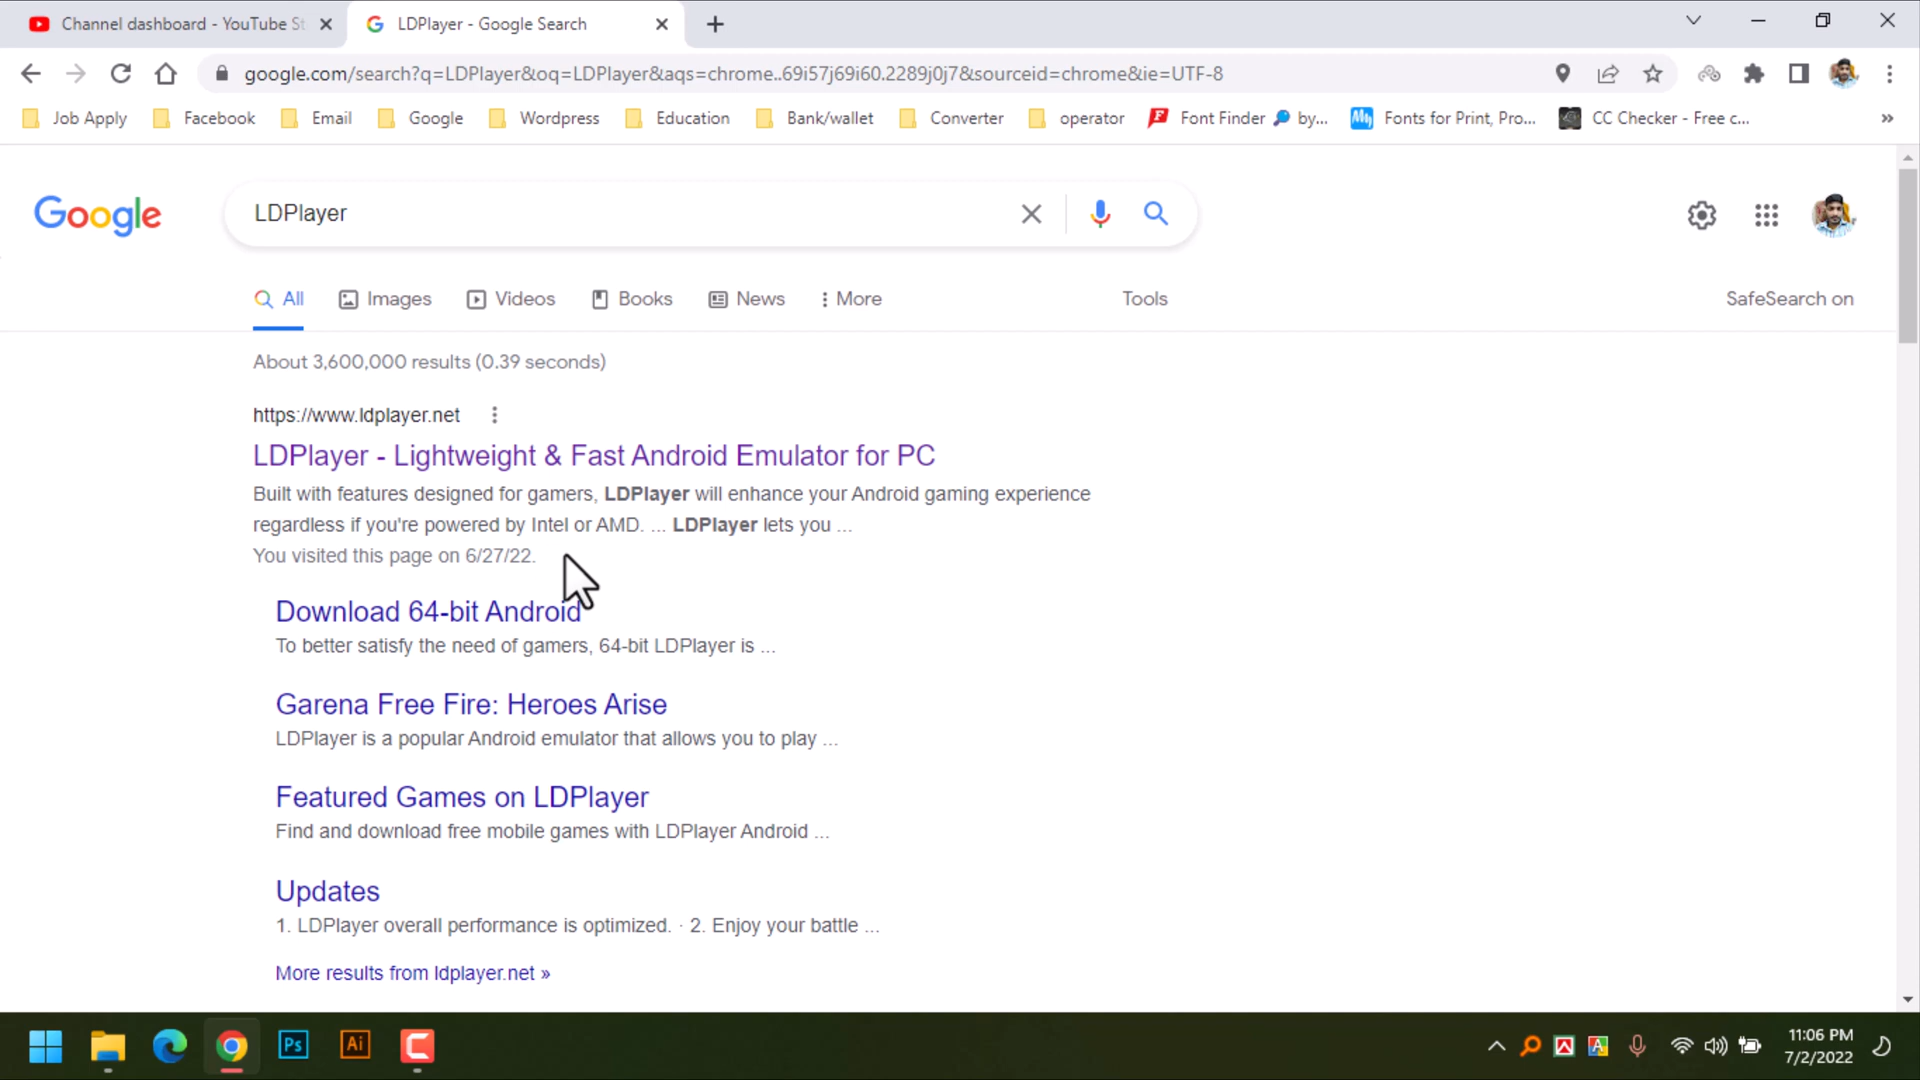 Channel dashboard - YouTube St
LDPlayer - Google Search
google.com/search?q=LDPlayer&oq=LDPlayer&aqs=chrome..69i57j69i60.2289j0j7&sourceid=chrome&ie=UTF-8
Job Apply Facebook Email Google Wordpress Education Bank/wallet Converter operator Font Finder by... Fonts for Print, Pro... CC Checker - Free c... »
Google
LDPlayer
All Images Videos Books News More Tools SafeSearch on
About 3,600,000 results (0.39 seconds)
https://www.ldplayer.net
LDPlayer - Lightweight & Fast Android Emulator for PC
Built with features designed for gamers, LDPlayer will enhance your Android gaming experience
regardless if you're powered by Intel or AMD. ... LDPlayer lets you ...
You visited this page on 6/27/22.
Download 64-bit Android
To better satisfy the need of gamers, 64-bit LDPlayer is ...
Garena Free Fire: Heroes Arise
LDPlayer is a popular Android emulator that allows you to play ...
Featured Games on LDPlayer
Find and download free mobile games with LDPlayer Android ...
Updates
1. LDPlayer overall performance is optimized. · 2. Enjoy your battle ...
More results from ldplayer.net »
Ps Ai
11:06 PM
7/2/2022